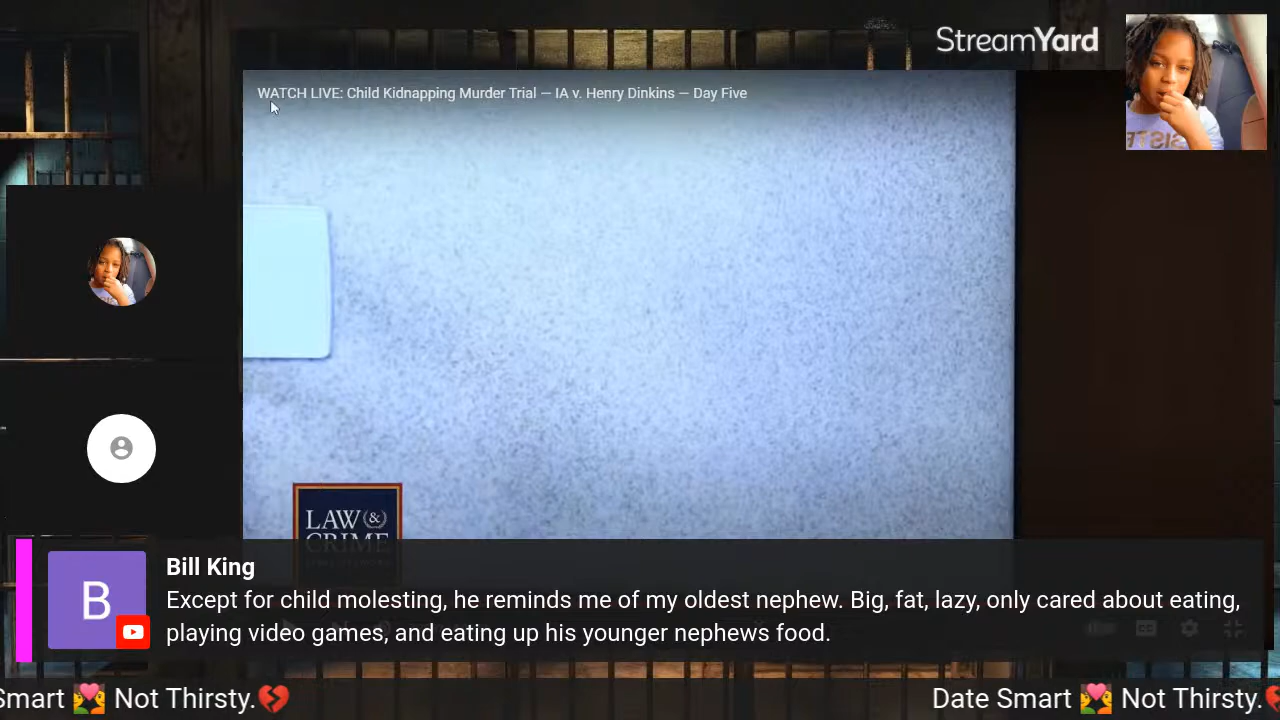 StreamYard
WATCH LIVE: Child Kidnapping Murder Trial — IA v. Henry Dinkins — Day Five
LAW &
CRIME
B
Bill King
Except for child molesting, he reminds me of my oldest nephew. Big, fat, lazy, only cared about eating,
playing video games, and eating up his younger nephews food.
CC
Smart 💏 Not Thirsty.💔
Date Smart 💏 Not Thirsty.